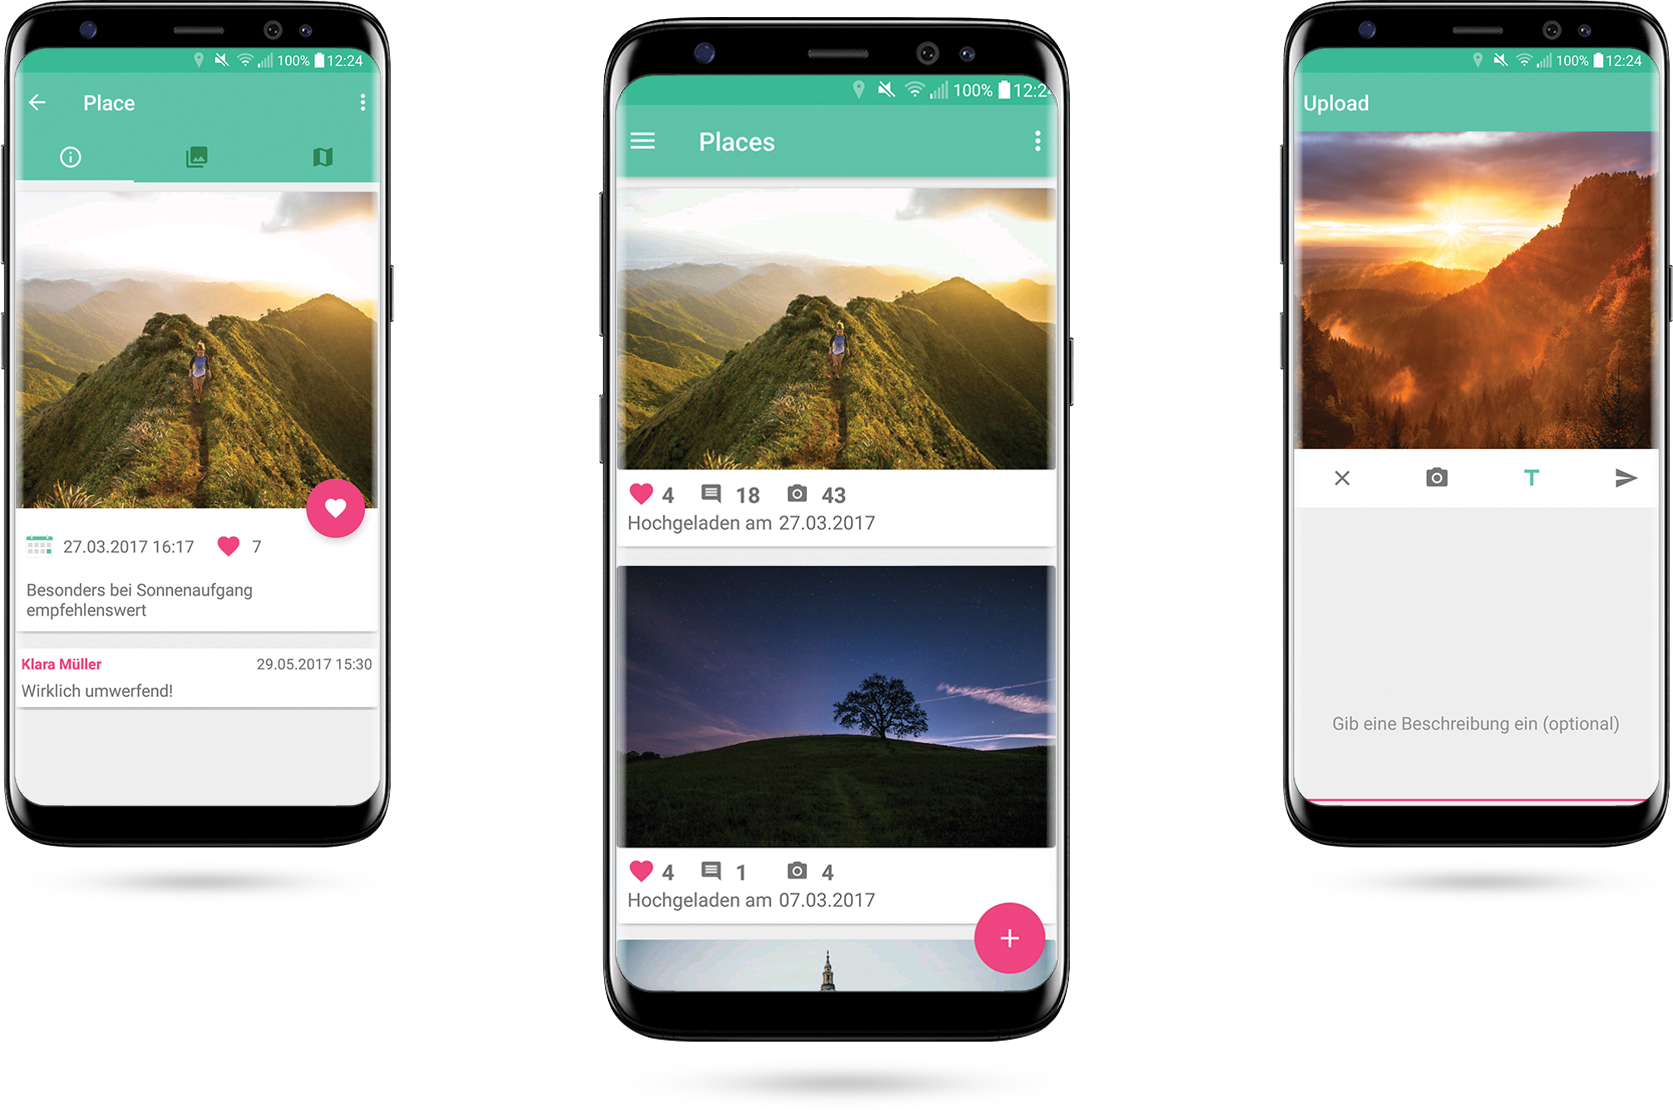 100% 12:24
Place
27.03.2017 16:17 7
Besonders bei Sonnenaufgang
empfehlenswert
Klara Müller 29.05.2017 15:30
Wirklich umwerfend!
100% 12:24
Places
4 18 43
Hochgeladen am 27.03.2017
4 1 4
Hochgeladen am 07.03.2017
+
100% 12:24
Upload
T
Gib eine Beschreibung ein (optional)